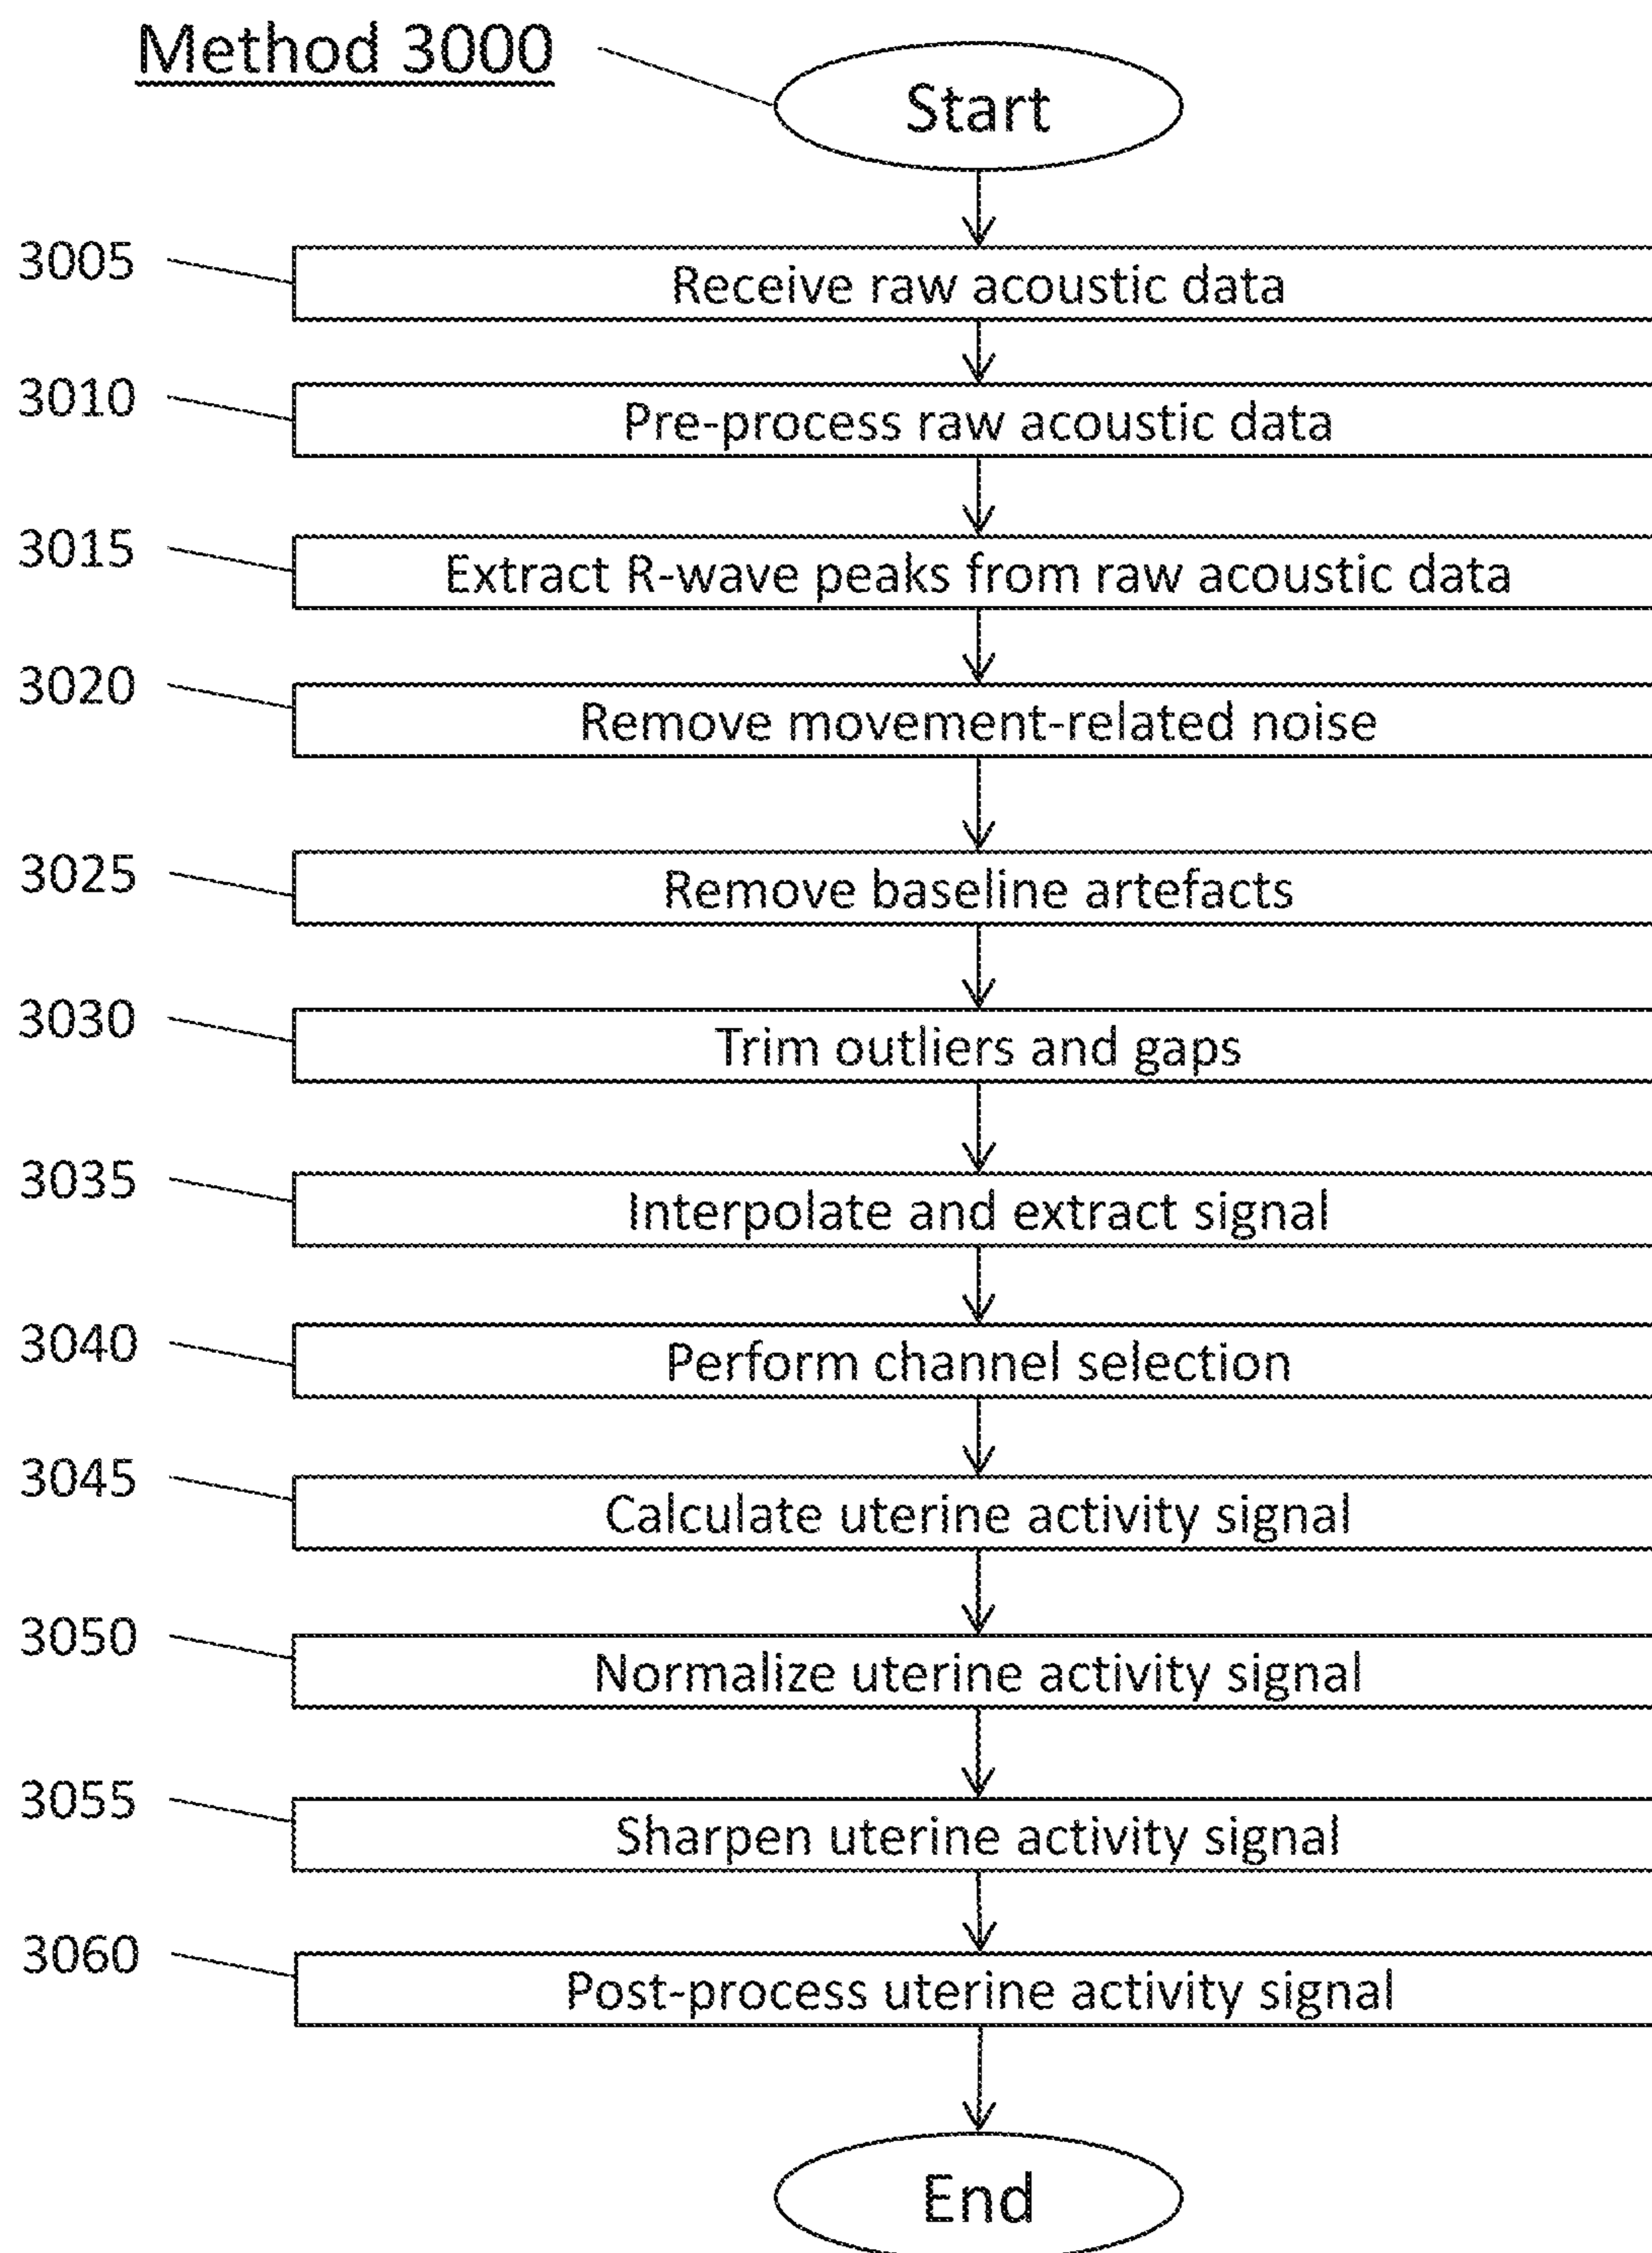 Method 3000
Start
3005
Receive raw acoustic data
3010
Pre-process raw acoustic data
3015
Extract R-wave peaks from raw acoustic data
3020
Remove movement-related noise
3025
Remove baseline artefacts
3030
Trim outliers and gaps
3035
Interpolate and extract signal
3040
Perform channel selection
3045
Calculate uterine activity signal
3050
Normalize uterine activity signal
3055
Sharpen uterine activity signal
3060
Post-process uterine activity signal
End